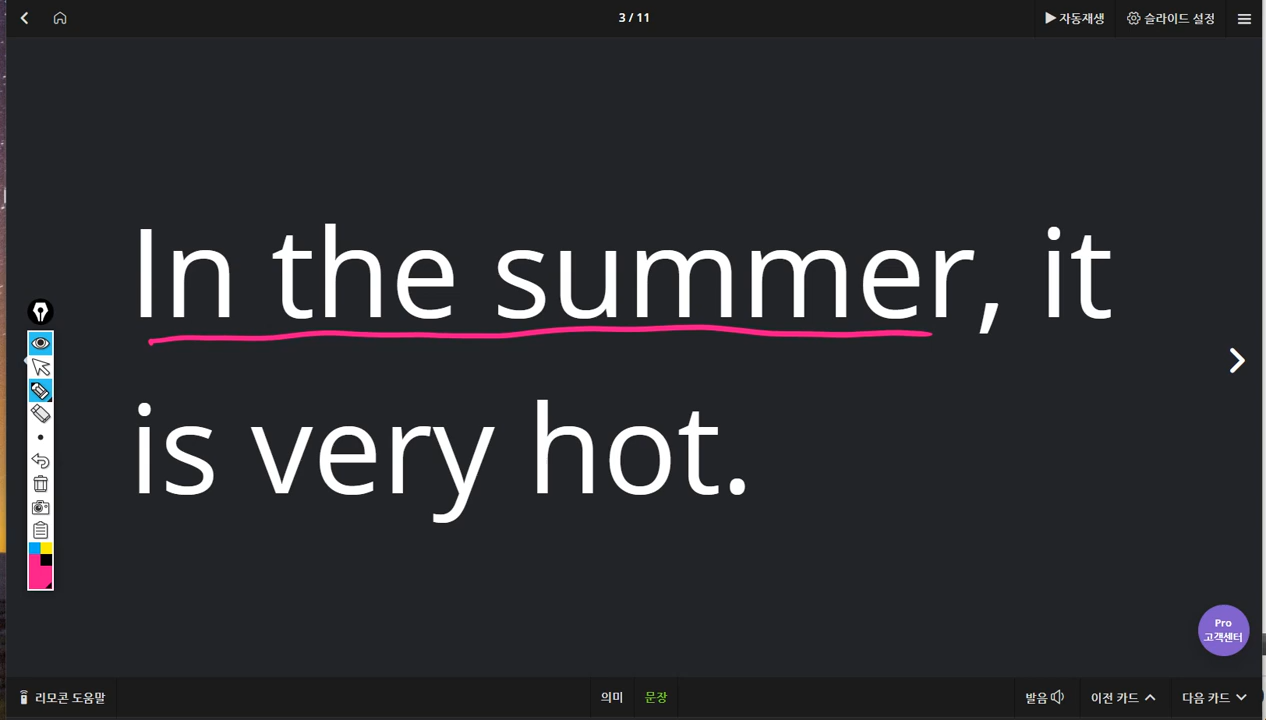 3 / 11
자동재생
슬라이드 설정
In the summer, it
is very hot.
Pro
고객센터
리모콘 도움말
의미
문장
발음
이전 카드
다음 카드